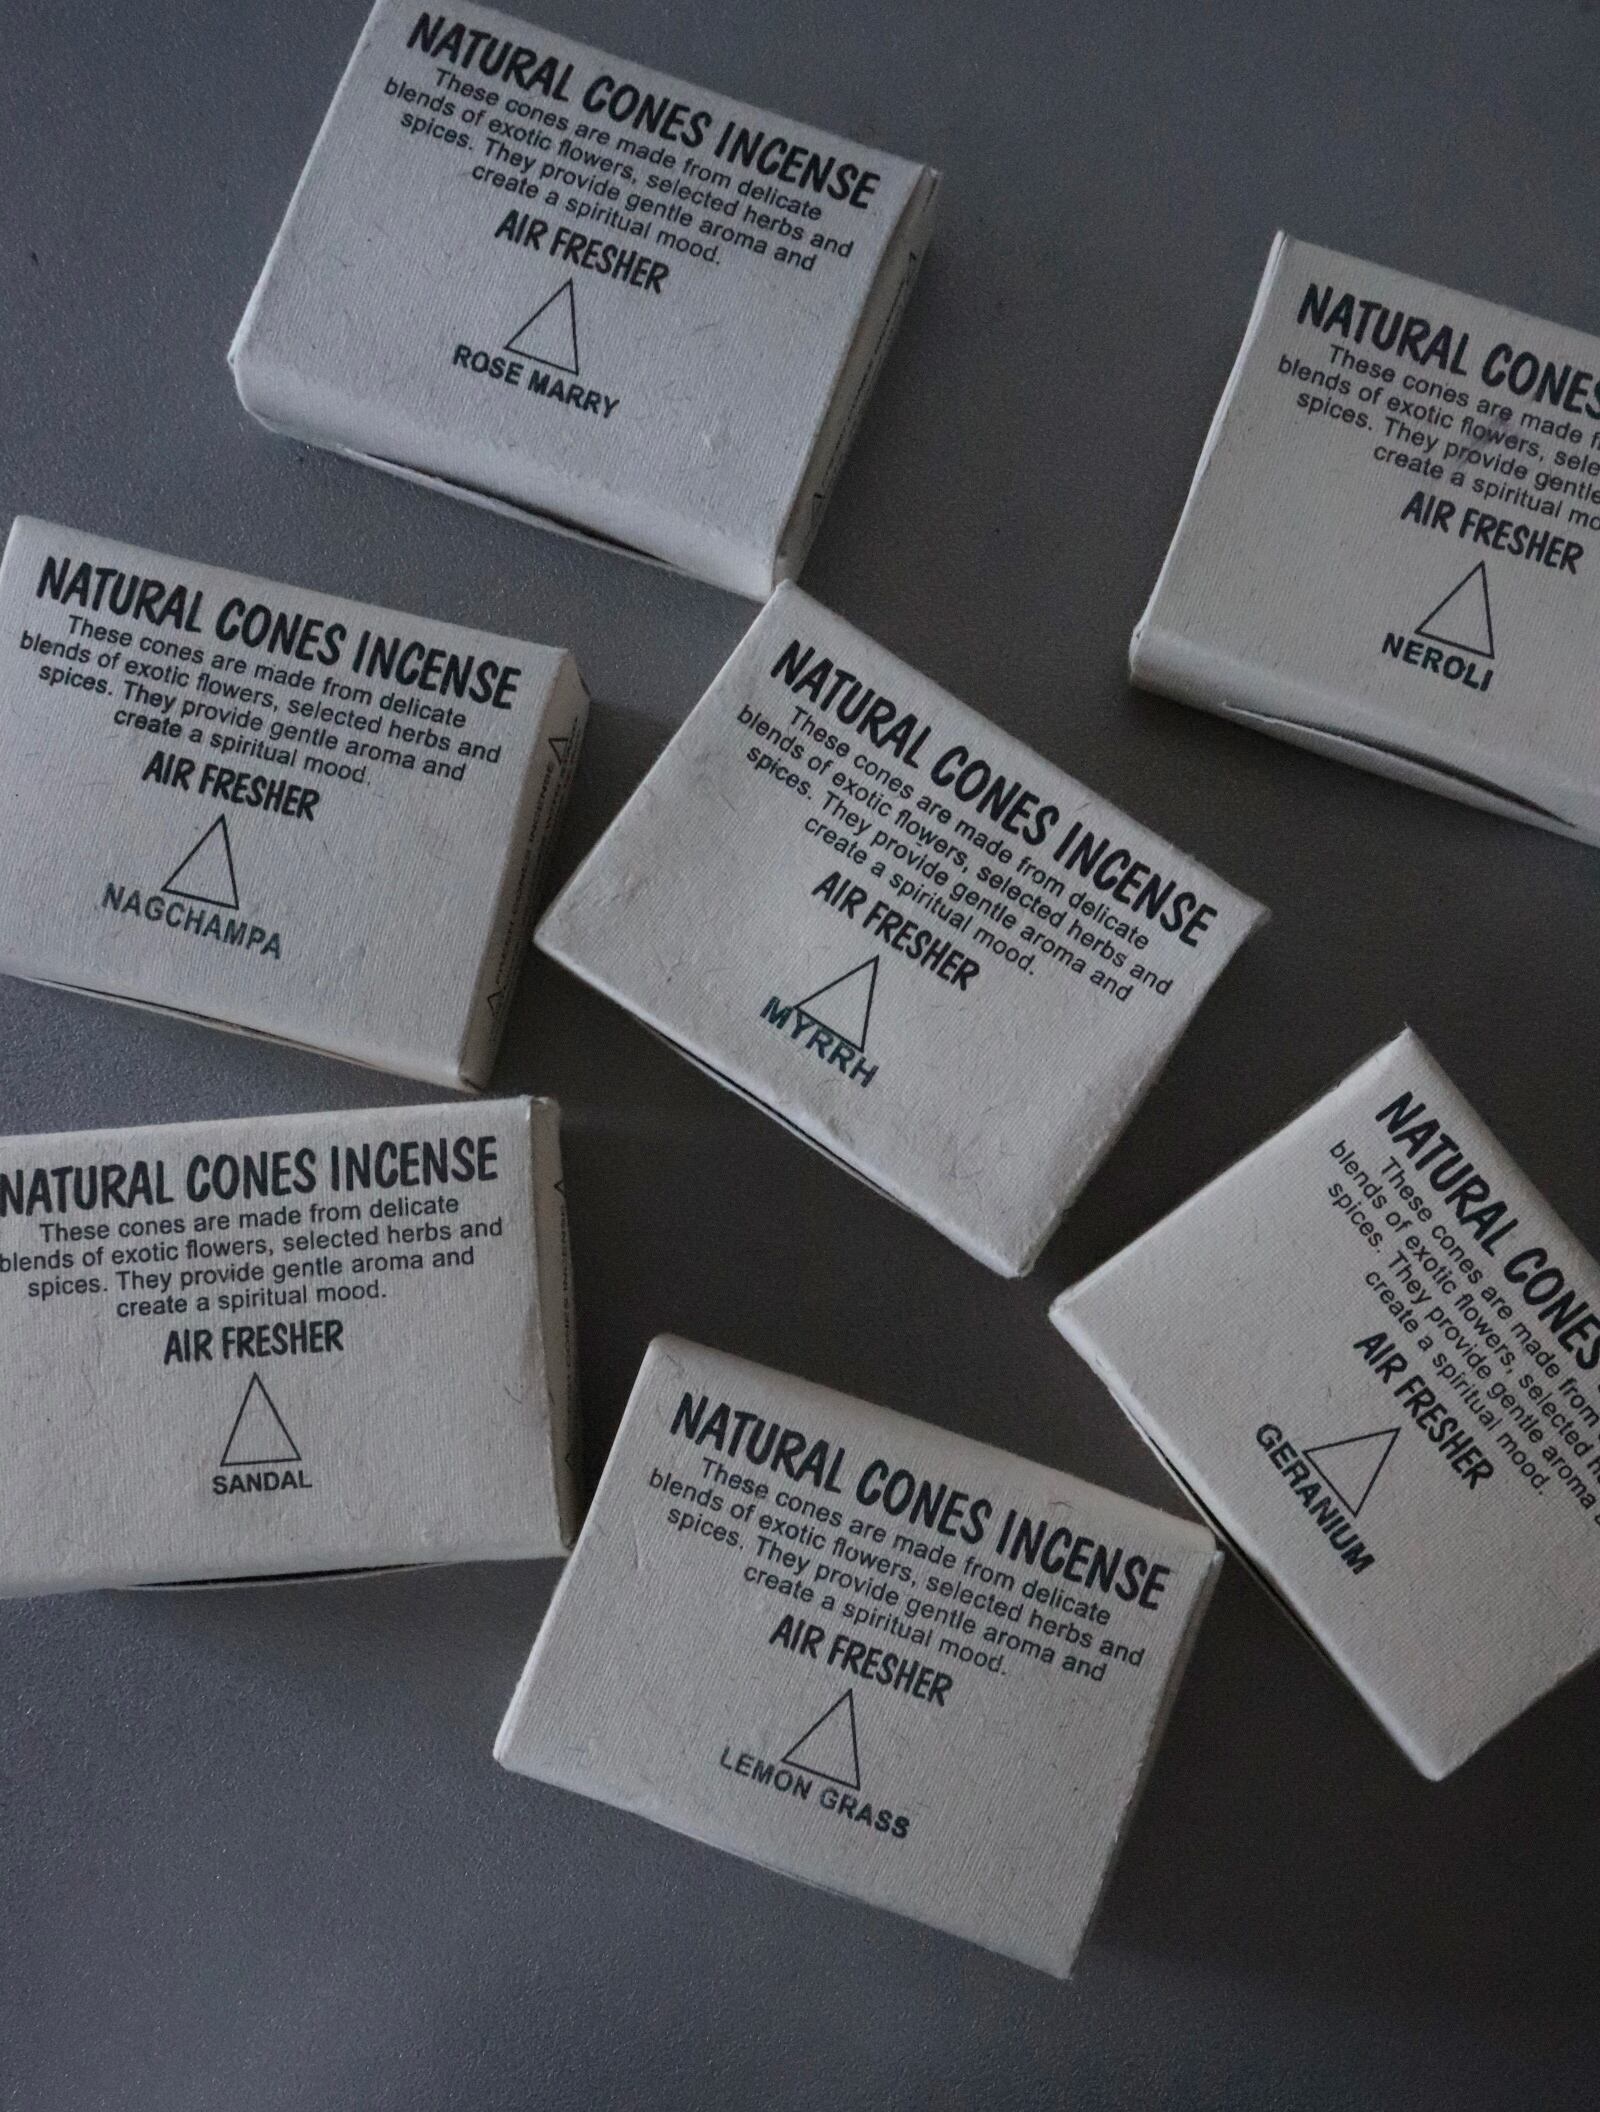 NATURAL CONES INCENSE
These cones are made from delicate
blends of exotic flowers, selected herbs and
spices. They provide gentle aroma and
create a spiritual mood.
AIR FRESHER
ROSE MARRY
NATURAL CONES
These cones are made
blends of exotic flowers,
spices. They provide gentle
create a spiritual
AIR FRESHER
NEROLI
NATURAL CONES INCENSE
These cones are made from delicate
blends of exotic flowers, selected herbs and
spices. They provide gentle aroma and
create a spiritual mood.
AIR FRESHER
NAGCHAMPA
NATURAL CONES INCENSE
These cones are made from delicate
blends of exotic flowers, selected herbs and
spices. They provide gentle aroma and
create a spiritual mood.
AIR FRESHER
MYRRH
NATURAL CONES INCENSE
These cones are made from delicate
blends of exotic flowers, selected herbs and
spices. They provide gentle aroma and
create a spiritual mood.
AIR FRESHER
SANDAL
NATURAL CONES
These cones are made from
blends of exotic flowers, selected
spices. They provide gentle aroma
create a spiritual mood.
AIR FRESHER
GERANIUM
NATURAL CONES INCENSE
These cones are made from delicate
blends of exotic flowers, selected herbs and
spices. They provide gentle aroma and
create a spiritual mood.
AIR FRESHER
LEMON GRASS